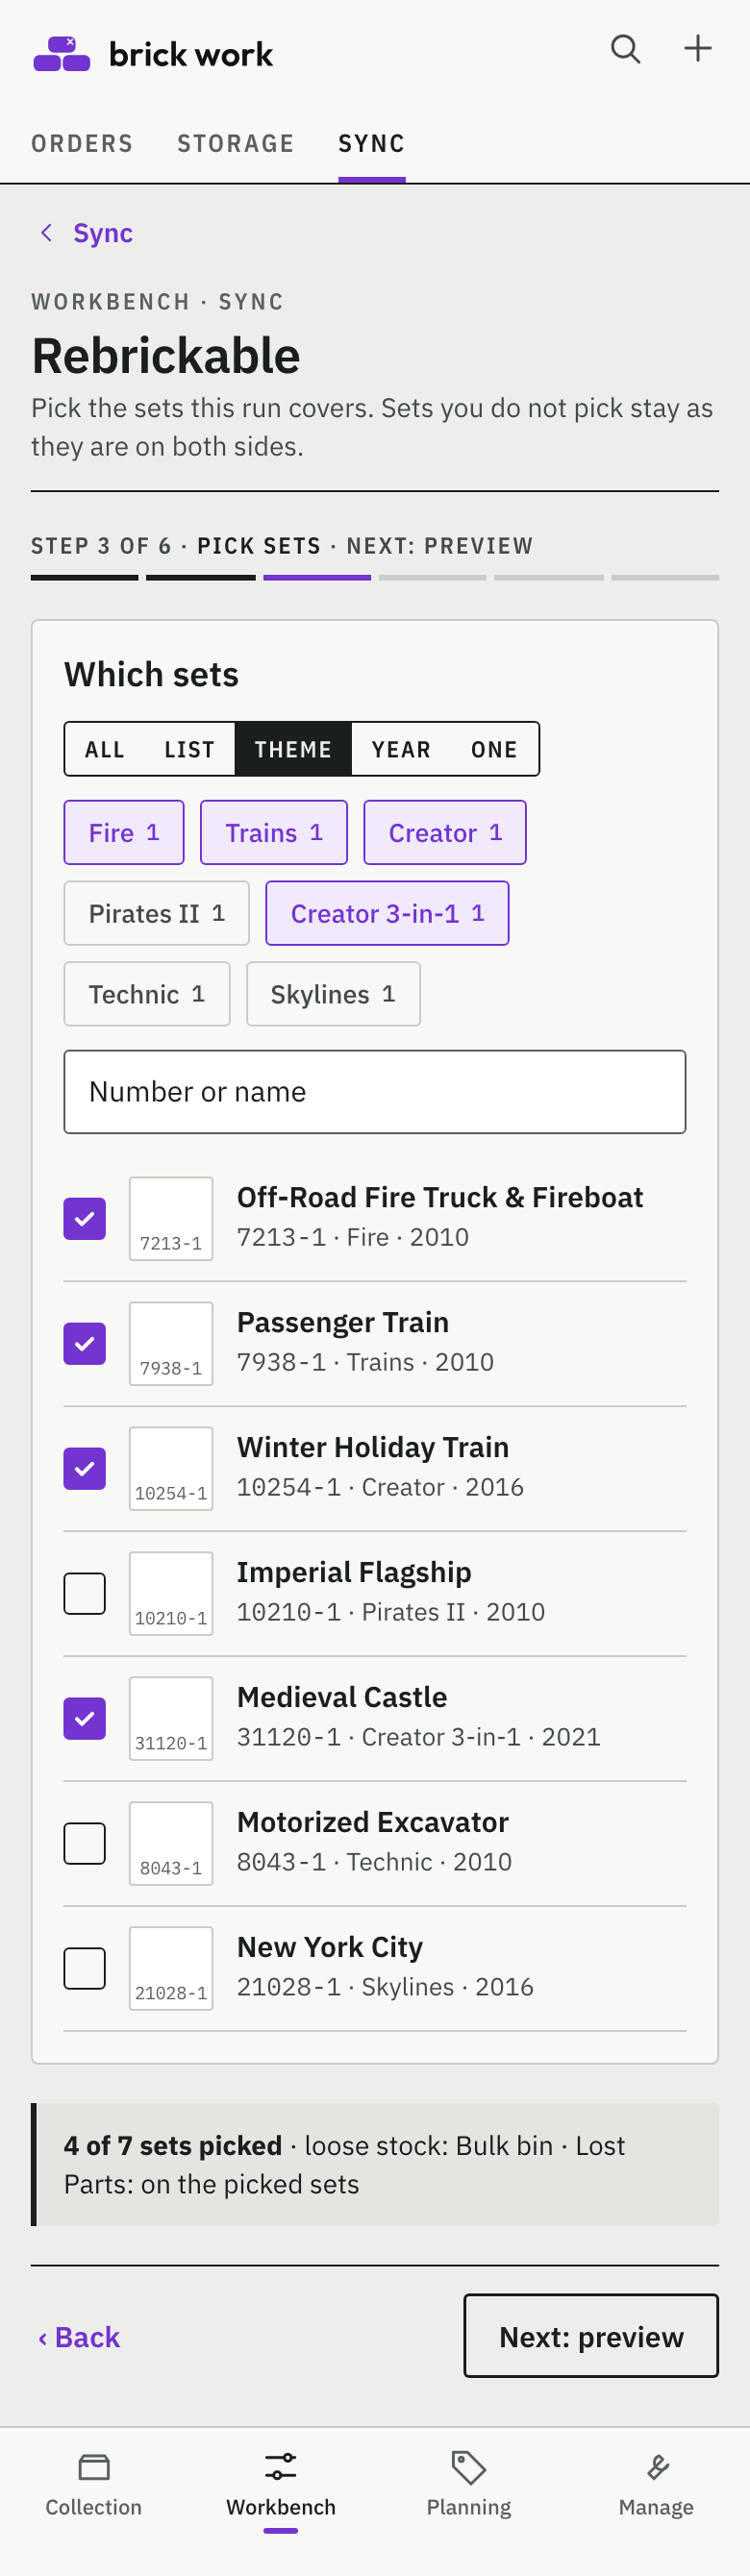 brick work
ORDERS STORAGE SYNC
Sync
WORKBENCH · SYNC
Rebrickable
Pick the sets this run covers. Sets you do not pick stay as
they are on both sides.
STEP 3 OF 6 · PICK SETS · NEXT: PREVIEW
Which sets
ALL LIST THEME YEAR ONE
Fire 1 Trains 1 Creator 1
Pirates II 1 Creator 3-in-1 1
Technic 1 Skylines 1
Number or name
Off-Road Fire Truck & Fireboat
7213-1
7213-1 · Fire · 2010
Passenger Train
7938-1
7938-1 · Trains · 2010
Winter Holiday Train
10254-1
10254-1 · Creator · 2016
Imperial Flagship
10210-1
10210-1 · Pirates II · 2010
Medieval Castle
31120-1
31120-1 · Creator 3-in-1 · 2021
Motorized Excavator
8043-1
8043-1 · Technic · 2010
New York City
21028-1
21028-1 · Skylines · 2016
4 of 7 sets picked · loose stock: Bulk bin · Lost
Parts: on the picked sets
‹ Back
Next: preview
Collection Workbench Planning Manage